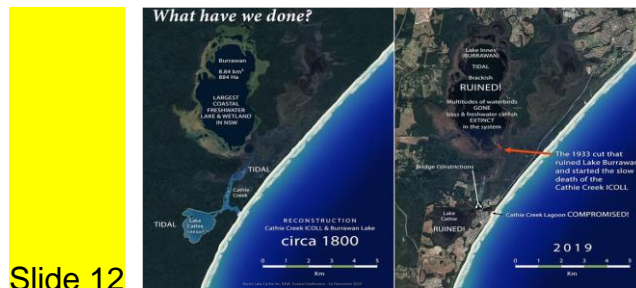 What have we done?
Burrawan
8.84 km²
884 Ha
LARGEST
COASTAL
FRESHWATER
LAKE & WETLAND
IN NSW
TIDAL
Cathie
Creek
TIDAL
Lake
Cathie
RECONSTRUCTION
Cathie Creek ICOLL & Burrawan Lake
circa 1800
0 1 2 3 4 5
Km
Lake Innes
(BURRAWAN)
TIDAL
Brackish
RUINED!
Multitudes of waterbirds
GONE
bass & freshwater catfish
EXTINCT
in the system
The 1933 cut that
ruined Lake Burrawan
and started the slow
death of the
Cathie Creek ICOLL
Bridge Constrictions
Lake
Cathie
RUINED!
Cathie Creek Lagoon COMPROMISED!
2019
0 1 2 3 4 5
Km
Slide 12